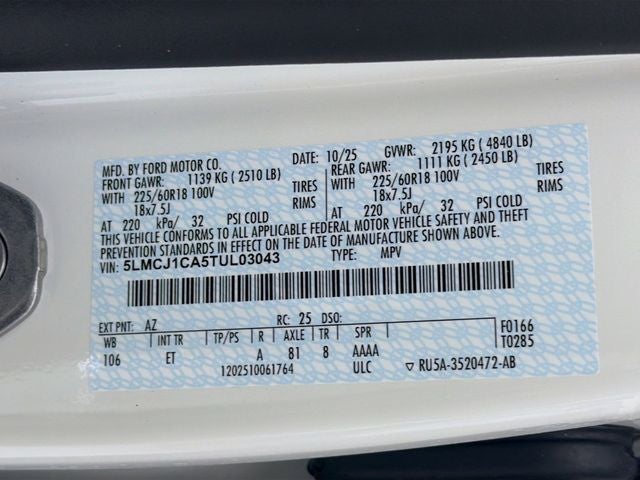 MFD. BY FORD MOTOR CO. DATE: 10/25 GVWR: 2195 KG ( 4840 LB)
FRONT GAWR: 1139 KG ( 2510 LB) REAR GAWR: 1111 KG ( 2450 LB)
WITH 225/60R18 100V TIRES WITH 225/60R18 100V TIRES
18x7.5J RIMS 18x7.5J RIMS
AT 220 kPa/ 32 PSI COLD AT 220 kPa/ 32 PSI COLD
THIS VEHICLE CONFORMS TO ALL APPLICABLE FEDERAL MOTOR VEHICLE SAFETY AND THEFT
PREVENTION STANDARDS IN EFFECT ON THE DATE OF MANUFACTURE SHOWN ABOVE.
VIN: 5LMCJ1CA5TUL03043 TYPE: MPV
EXT PNT: AZ RC: 25 DSO: F0166
WB INT TR TP/PS R AXLE TR SPR T0285
106 ET A 81 8 AAAA
1202510061764 ULC ▽ RU5A-3520472-AB